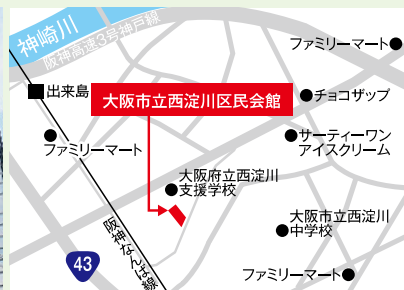 神崎川
阪神高速3号神戸線
ファミリーマート
出来島
大阪市立西淀川区民会館
チョコザップ
ファミリーマート
サーティーワン
アイスクリーム
大阪府立西淀川
支援学校
阪神なんば線
大阪市立西淀川
中学校
43
ファミリーマート